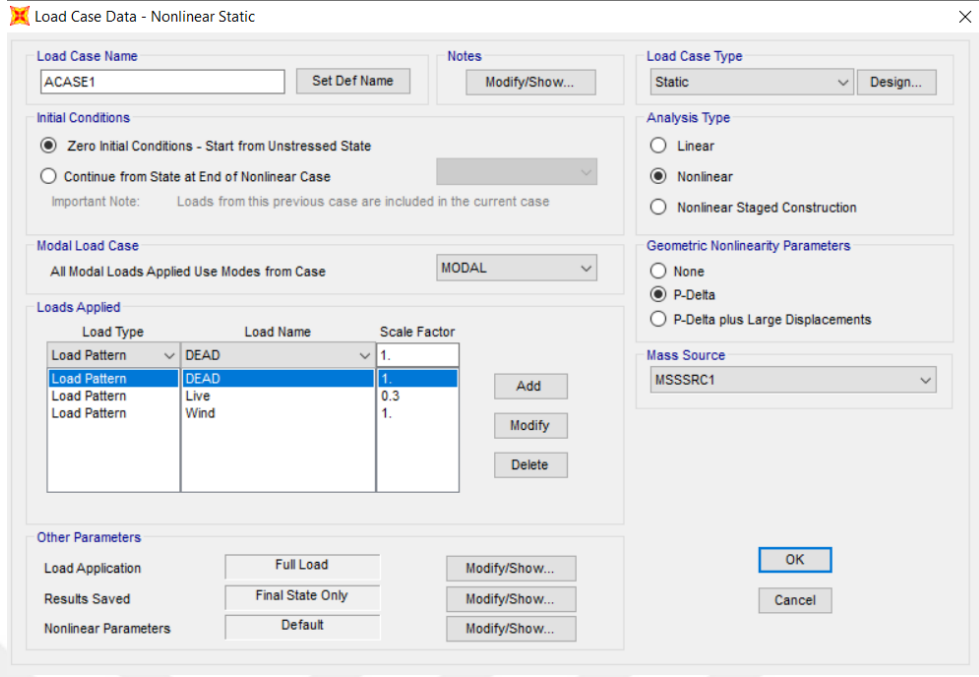 Load Case Data - Nonlinear Static
Load Case Name
ACASE1
Set Def Name
Notes
Modify/Show...
Load Case Type
Static
Design...
Initial Conditions
Zero Initial Conditions - Start from Unstressed State
Continue from State at End of Nonlinear Case
Important Note: Loads from this previous case are included in the current case
Analysis Type
Linear
Nonlinear
Nonlinear Staged Construction
Modal Load Case
All Modal Loads Applied Use Modes from Case
MODAL
Geometric Nonlinearity Parameters
None
P-Delta
P-Delta plus Large Displacements
Loads Applied
Load Type Load Name Scale Factor
Load Pattern DEAD 1.
Load Pattern DEAD 1.
Load Pattern Live 0.3
Load Pattern Wind 1.
Add
Modify
Delete
Mass Source
MSSSRC1
Other Parameters
Load Application Full Load Modify/Show...
Results Saved Final State Only Modify/Show...
Nonlinear Parameters Default Modify/Show...
OK
Cancel